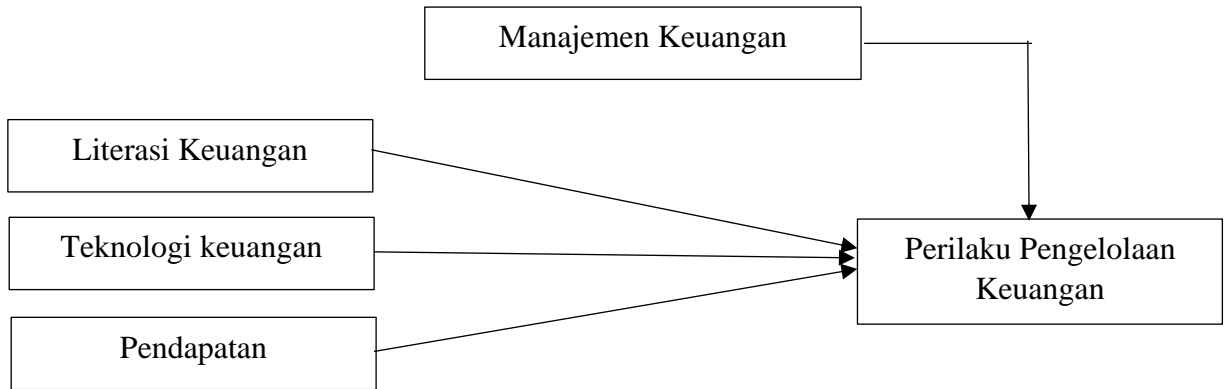 Manajemen Keuangan
Literasi Keuangan
Teknologi keuangan
Perilaku Pengelolaan
Keuangan
Pendapatan